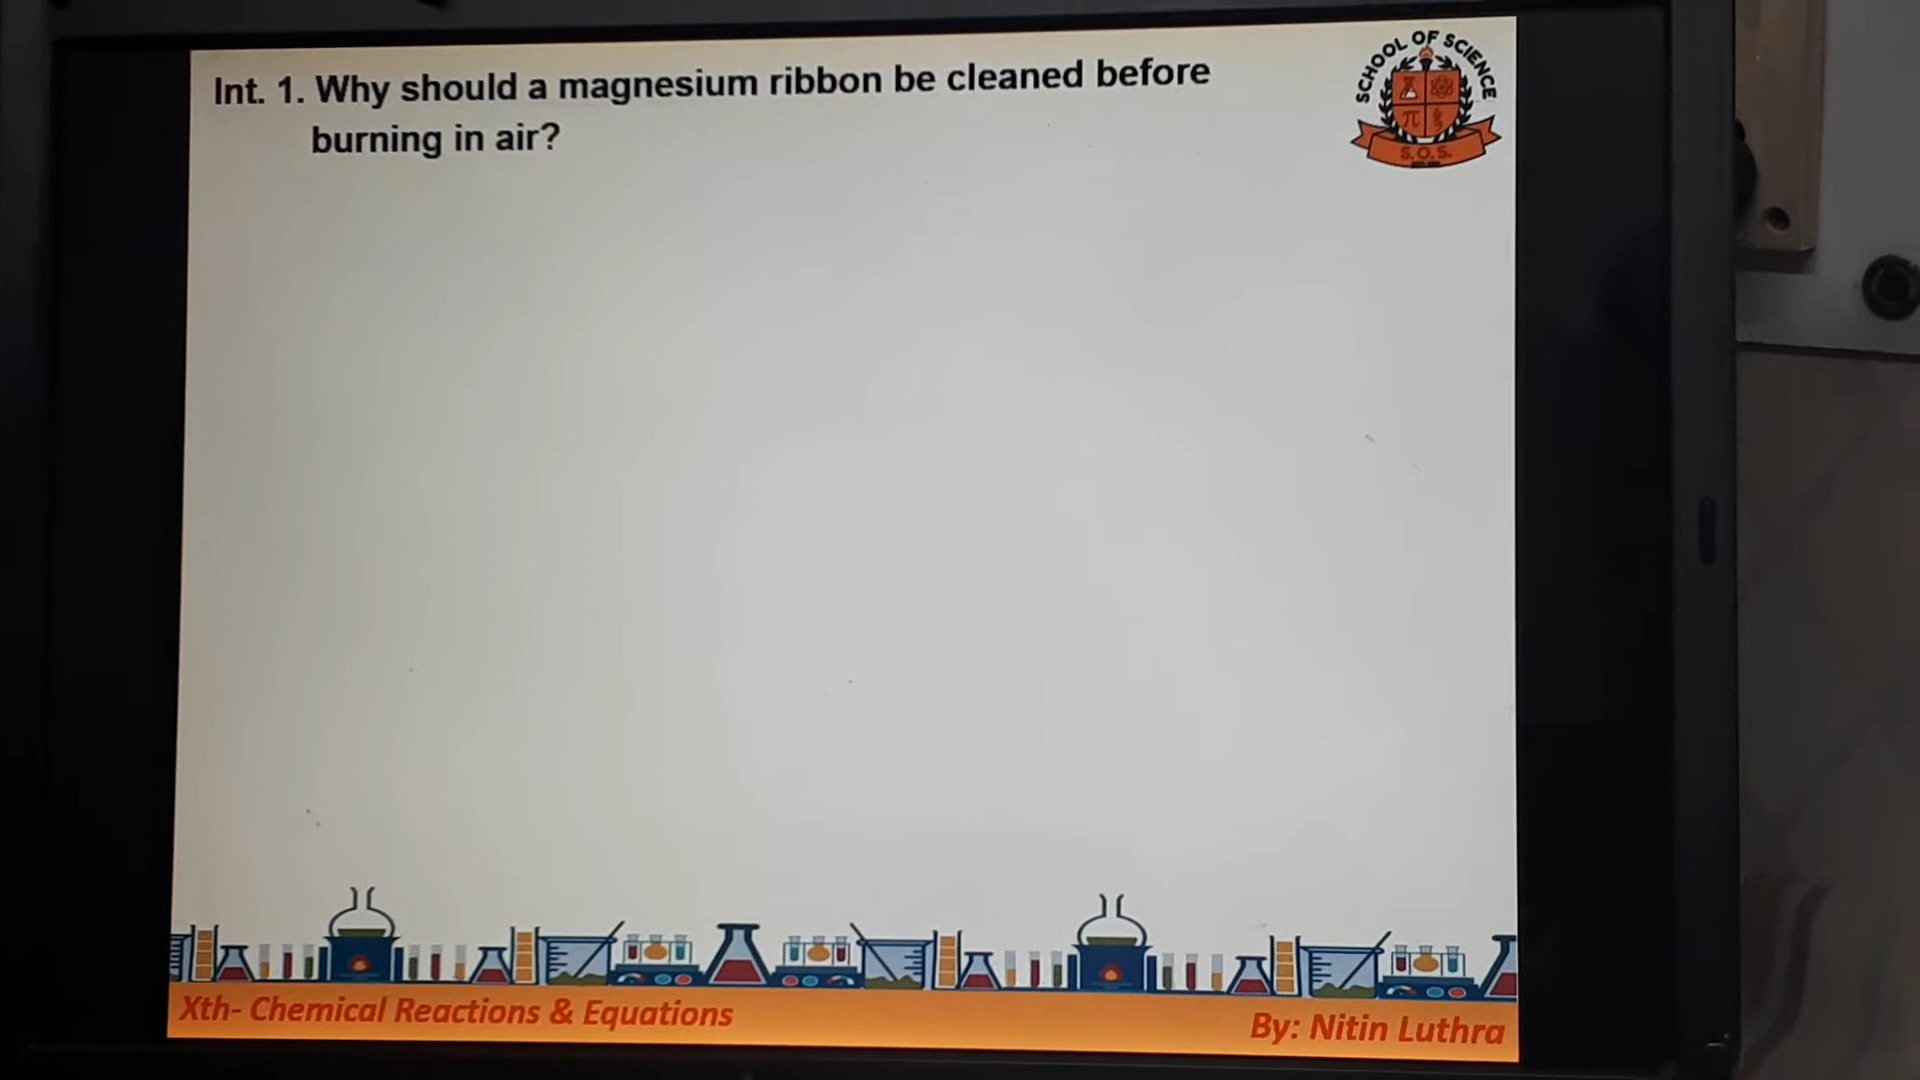 Int. 1. Why should a magnesium ribbon be cleaned before
burning in air?
SCHOOL OF SCIENCE
π
S.O.S.
Xth- Chemical Reactions & Equations
By: Nitin Luthra